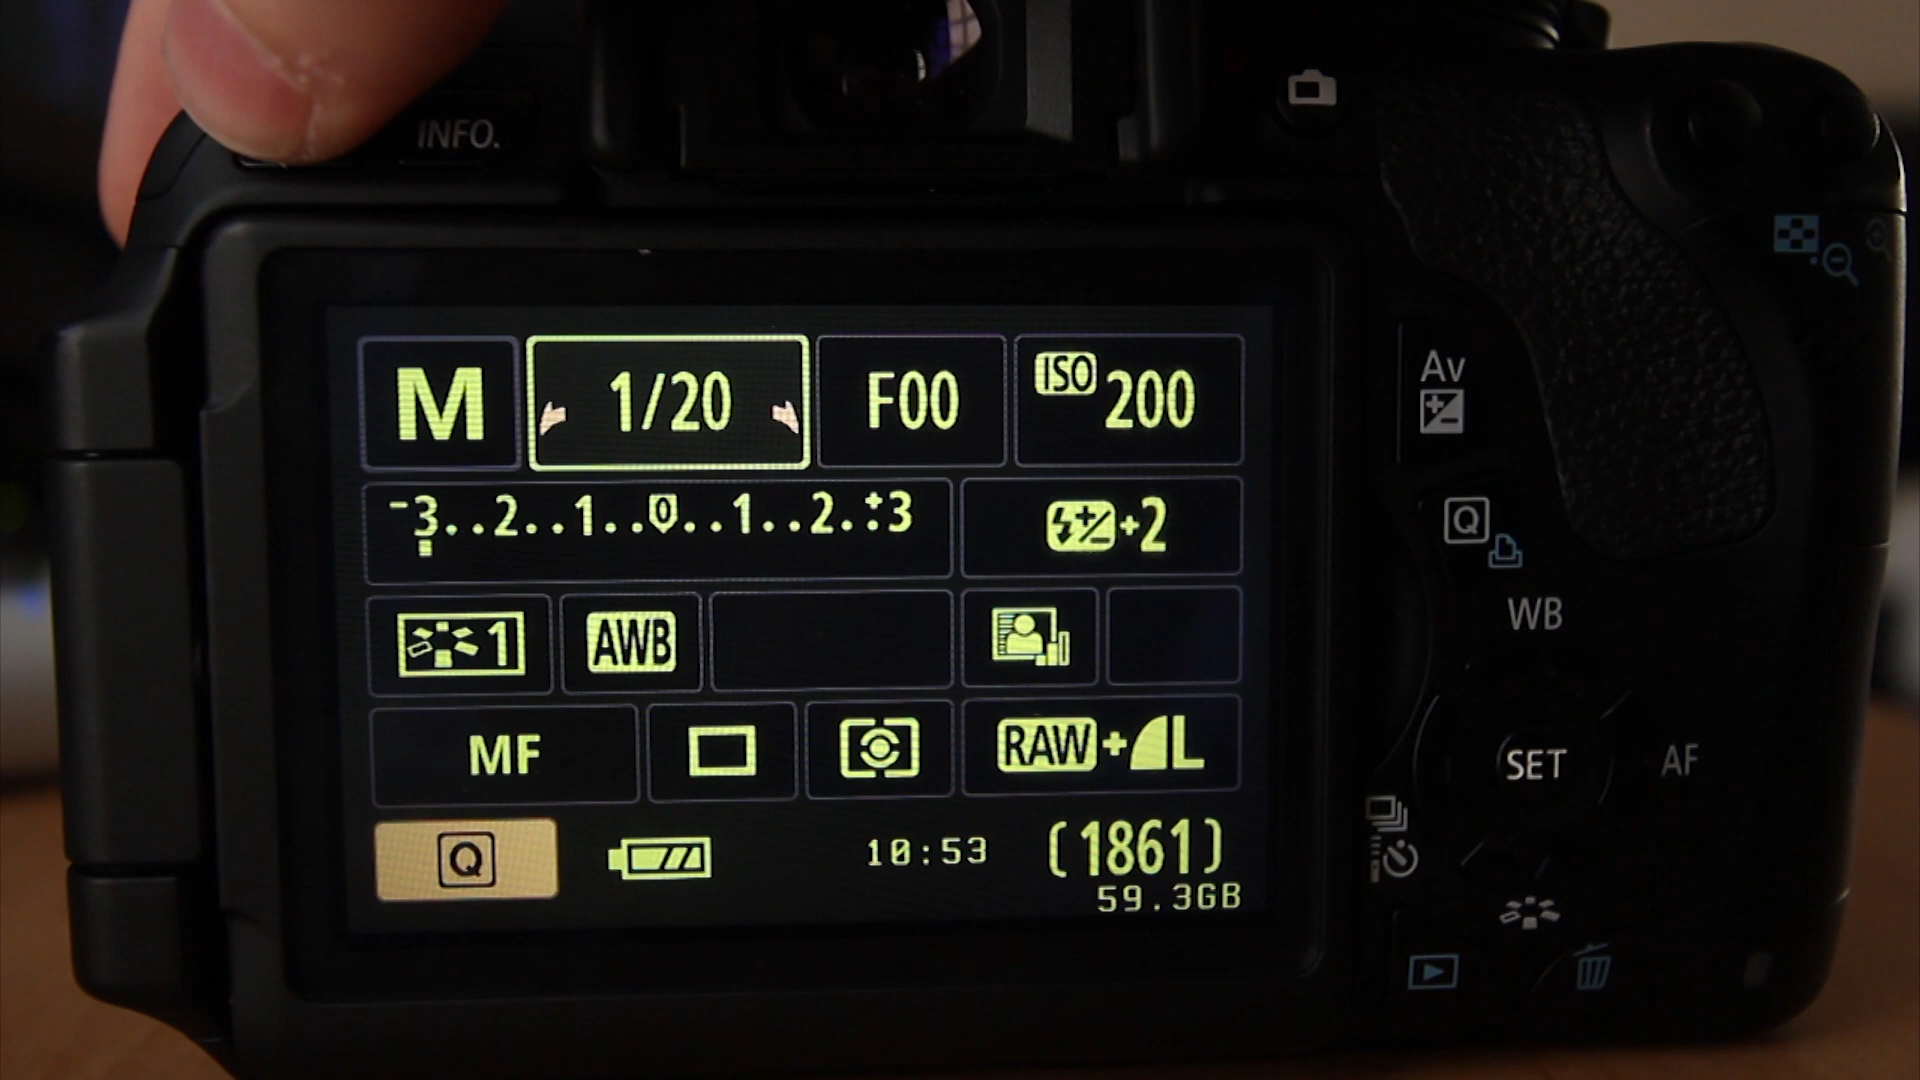 INFO.
M 1/20 F00 ISO 200
-3..2..1..0..1..2.:+3 +2
1 AWB
MF RAW+L
Q 10:53 (1861)
59.3GB
Av
Q
WB
SET AF